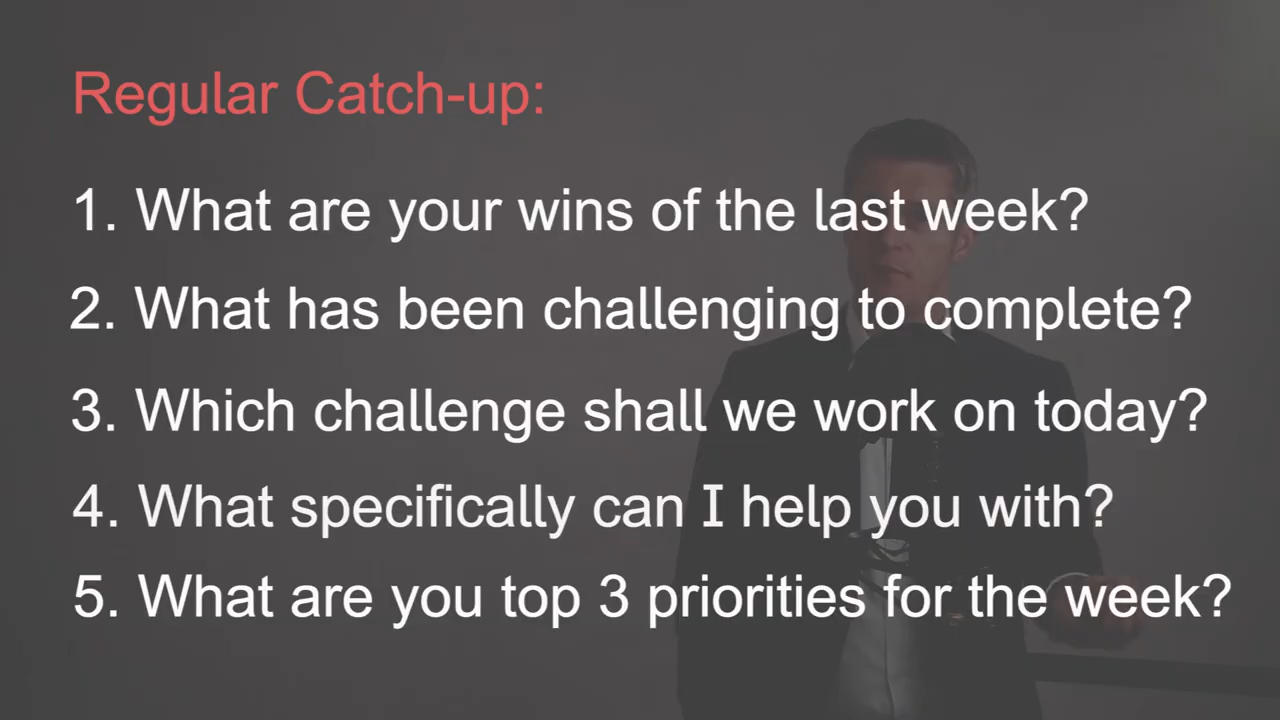 Regular Catch-up:
1. What are your wins of the last week?
2. What has been challenging to complete?
3. Which challenge shall we work on today?
4. What specifically can I help you with?
5. What are you top 3 priorities for the week?